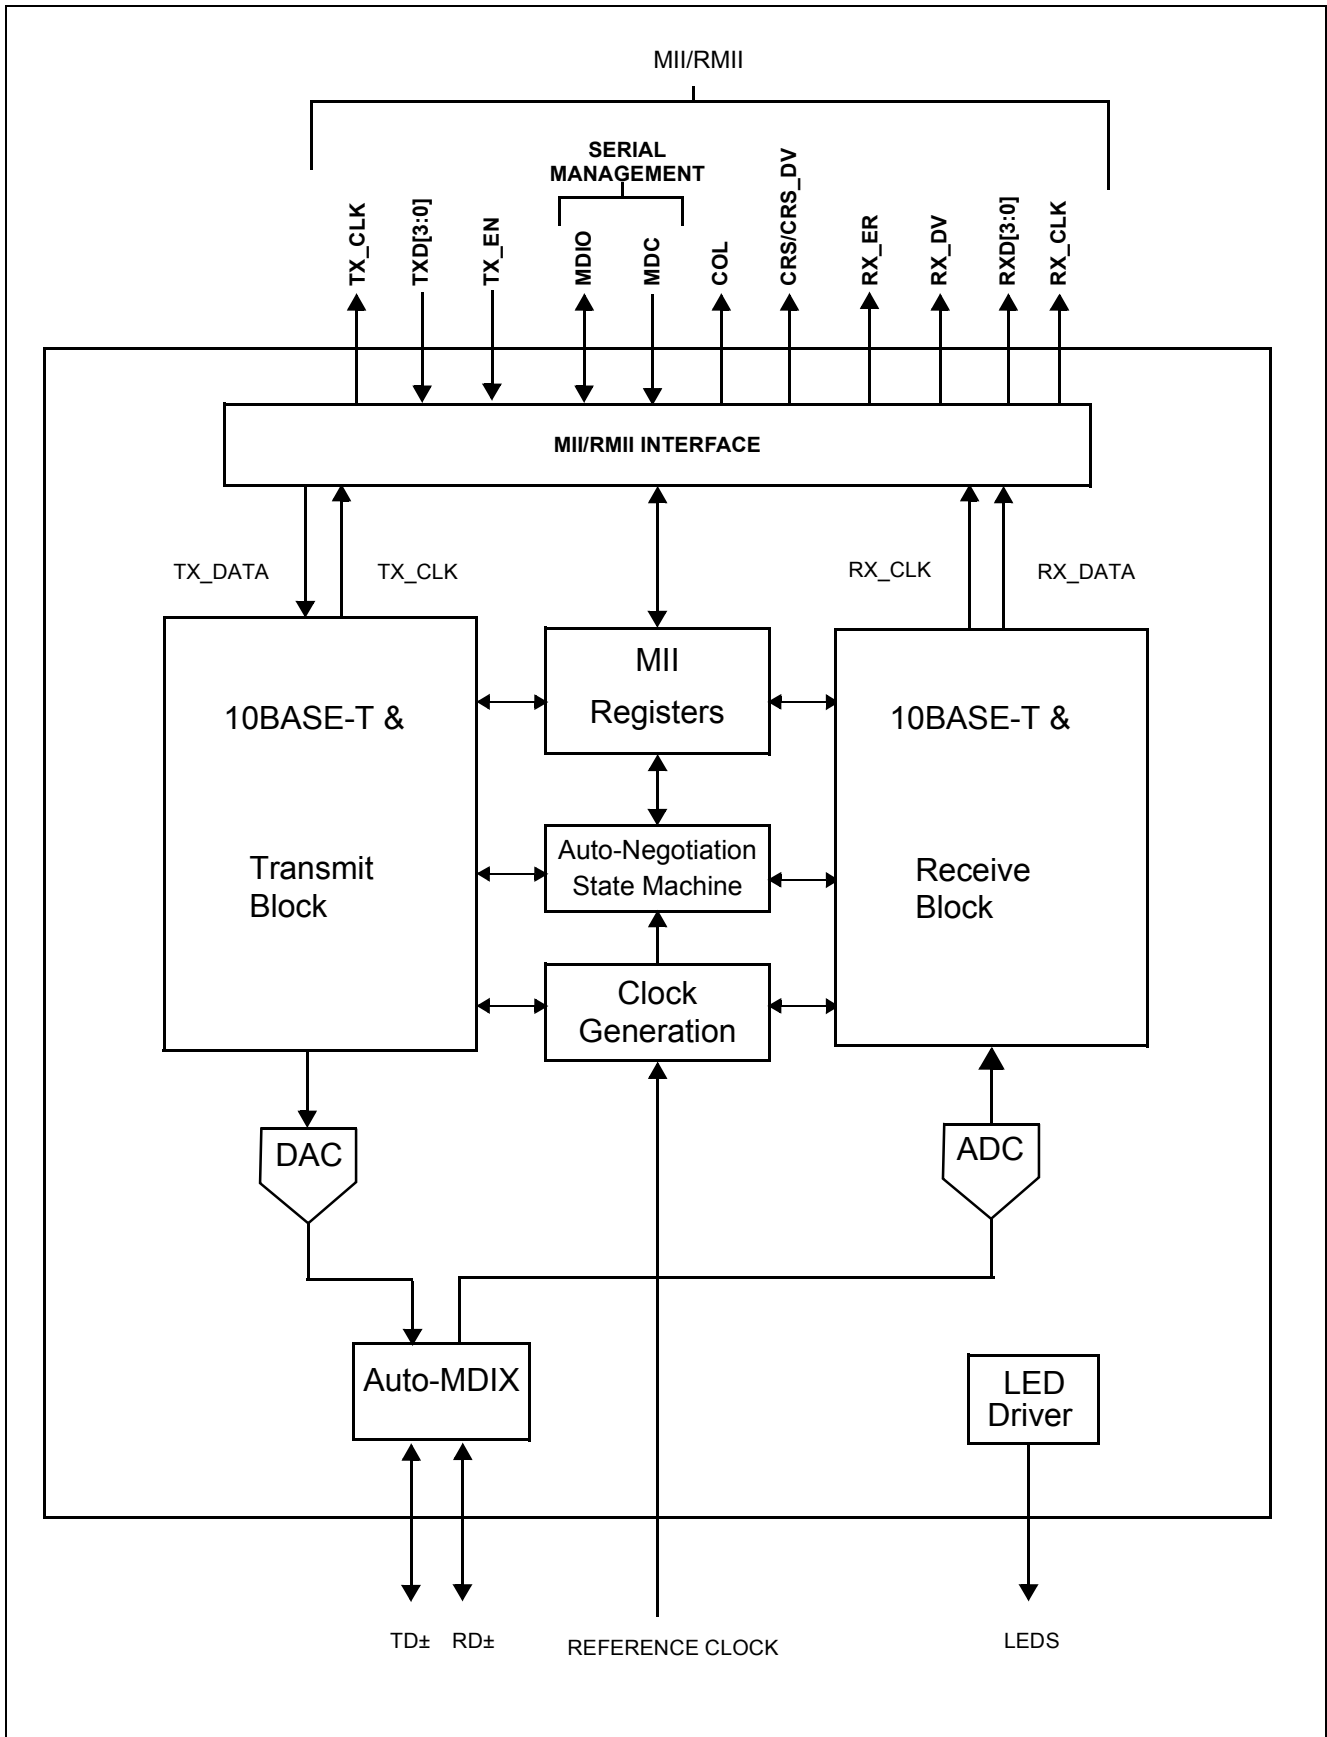 MII/RMII
SERIAL
MANAGEMENT
TX_CLK
TXD[3:0]
TX_EN
MDIO
MDC
COL
CRS/CRS_DV
RX_ER
RX_DV
RXD[3:0]
RX_CLK
MII/RMII INTERFACE
TX_DATA
TX_CLK
RX_CLK
RX_DATA
10BASE-T &
Transmit
Block
MII
Registers
Auto-Negotiation
State Machine
Clock
Generation
10BASE-T &
Receive
Block
DAC
ADC
Auto-MDIX
LED
Driver
TD±
RD±
REFERENCE CLOCK
LEDS